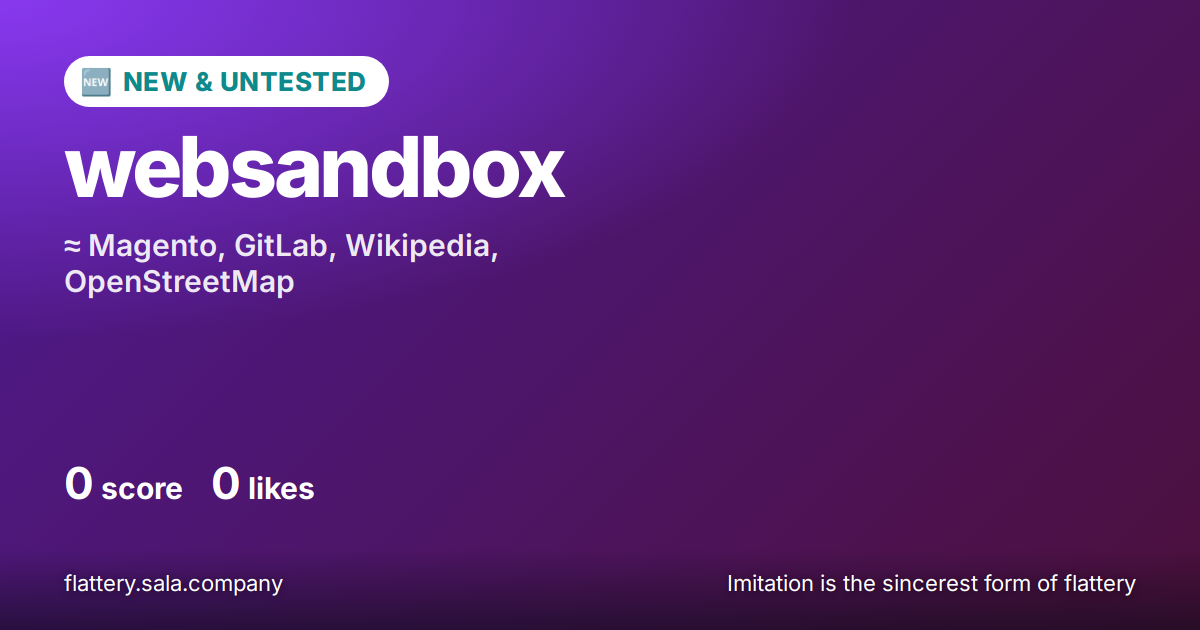 🆕 NEW & UNTESTED
websandbox
≈ Magento, GitLab, Wikipedia,
OpenStreetMap
0 score 0 likes
flattery.sala.company
Imitation is the sincerest form of flattery